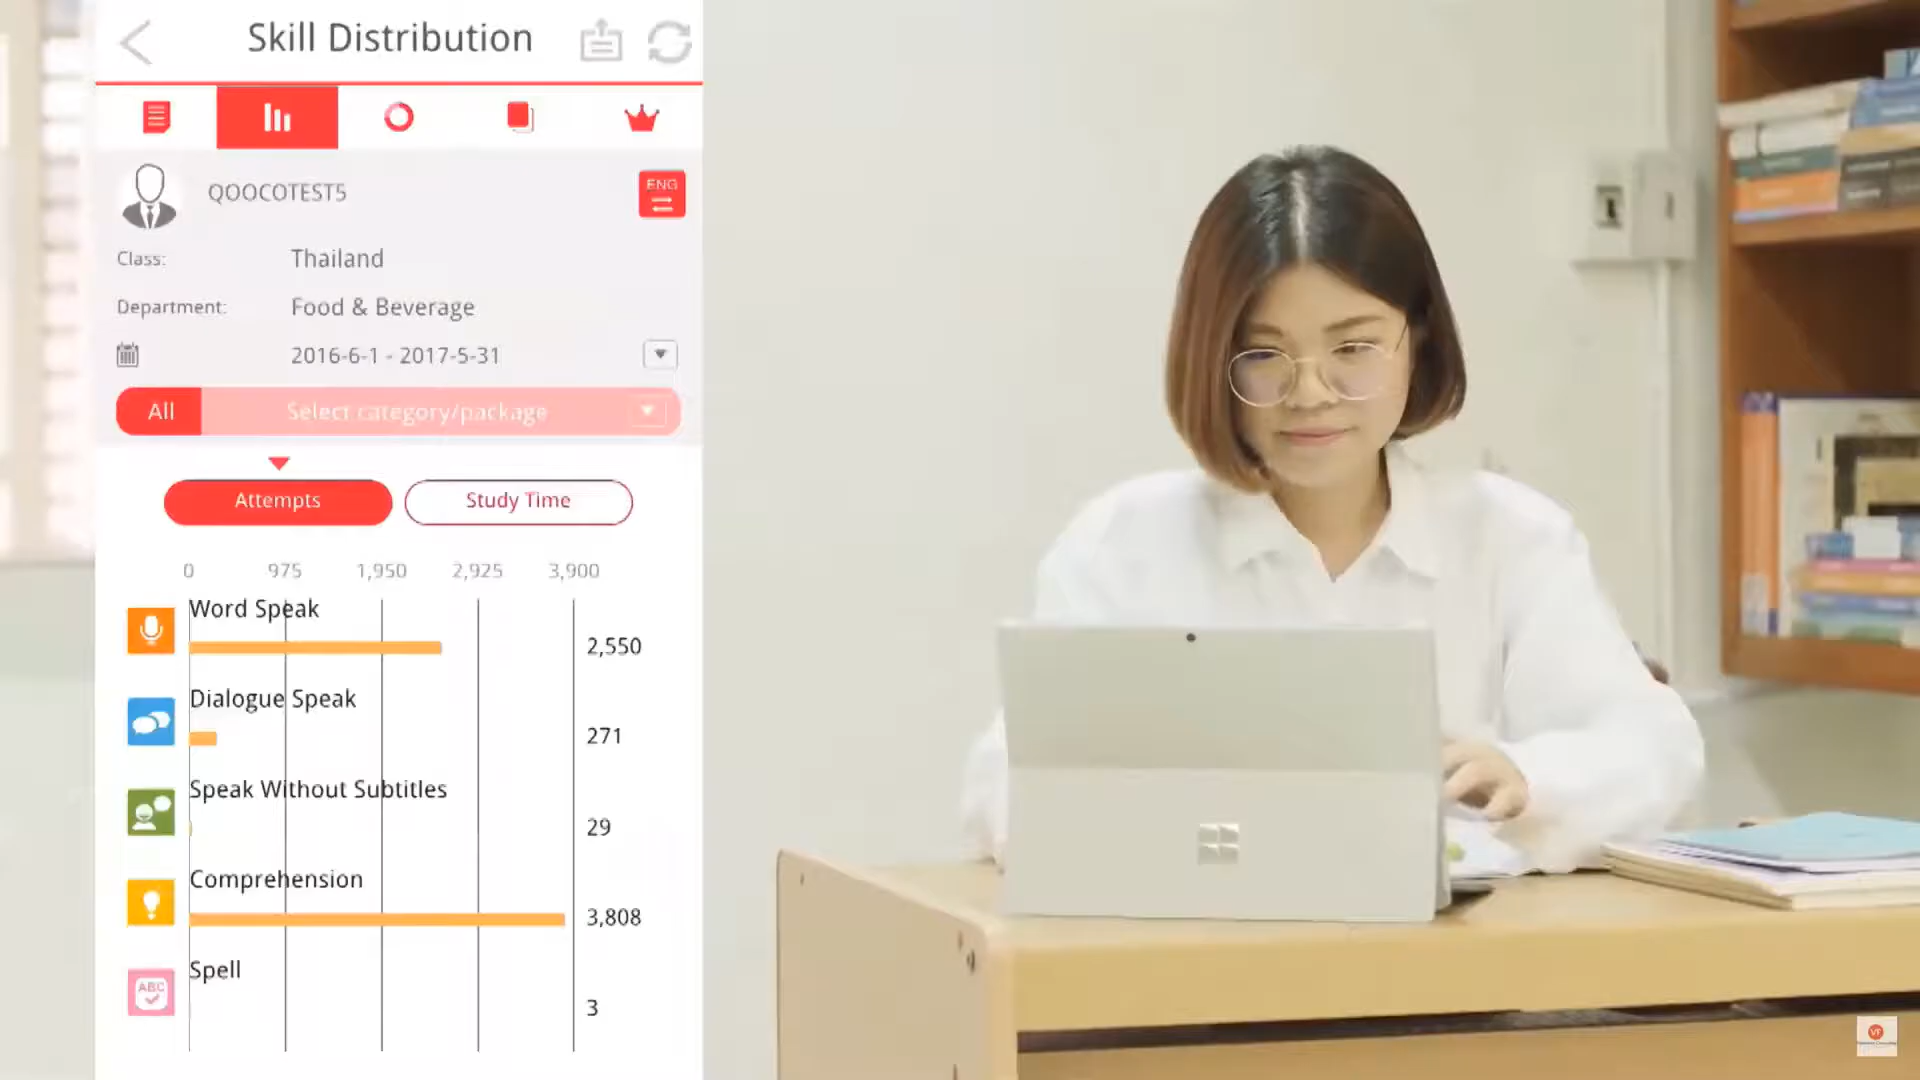 Skill Distribution
QOOCOTEST5
ENG
Class: Thailand
Department: Food & Beverage
2016-6-1 - 2017-5-31
All Select category/package
Attempts Study Time
0 975 1,950 2,925 3,900
Word Speak
2,550
Dialogue Speak
271
Speak Without Subtitles
29
Comprehension
3,808
Spell
ABC
3
VF